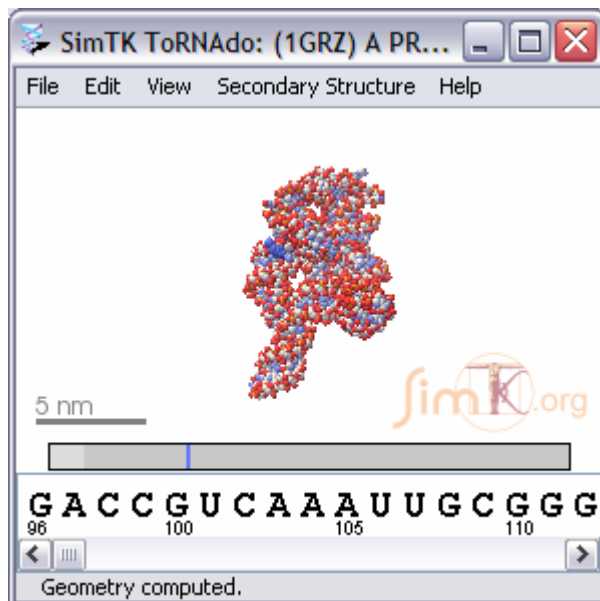 SimTK ToRNAdo: (1GRZ) A PR...
File Edit View Secondary Structure Help
5 nm
SimTK.org
G A C C G U C A A A U U G C G G G
96 100 105 110
Geometry computed.